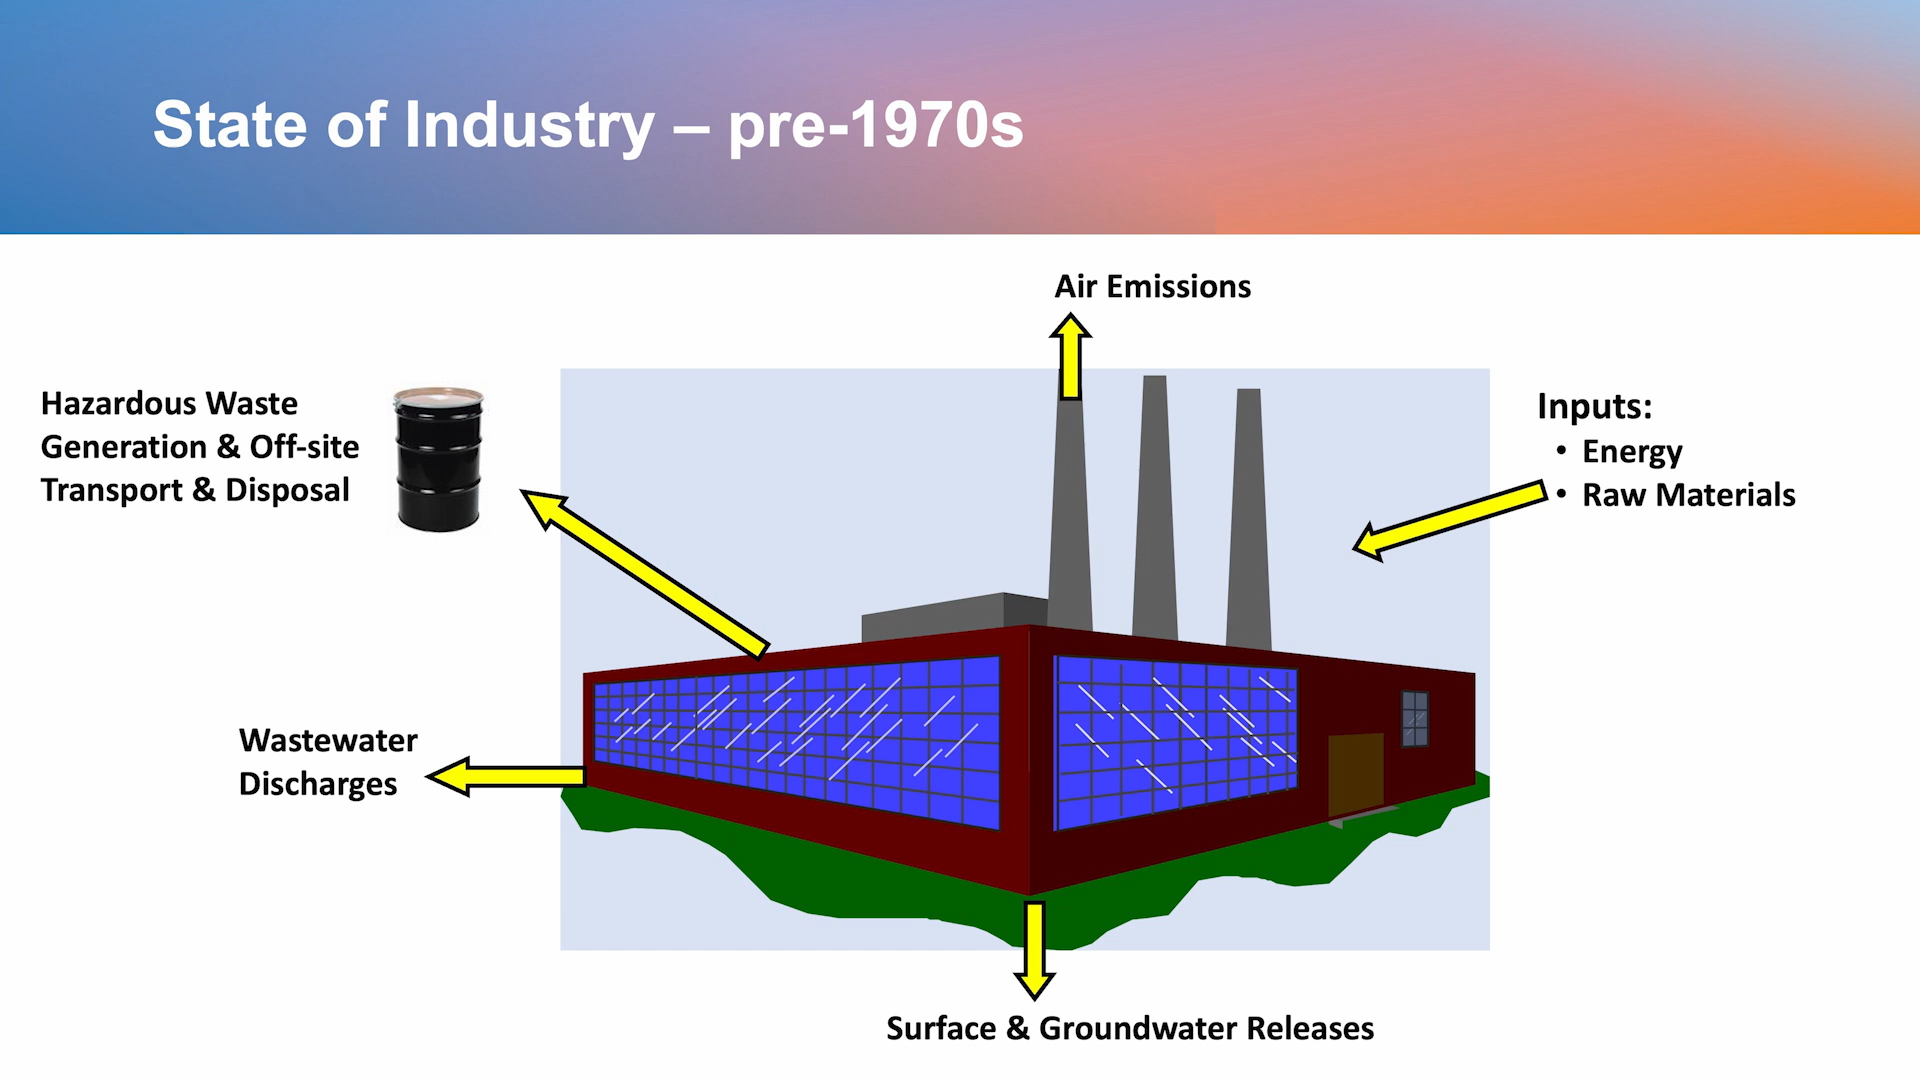 State of Industry – pre-1970s
Air Emissions
Hazardous Waste
Generation & Off-site
Transport & Disposal
Inputs:
• Energy
• Raw Materials
Wastewater
Discharges
Surface & Groundwater Releases